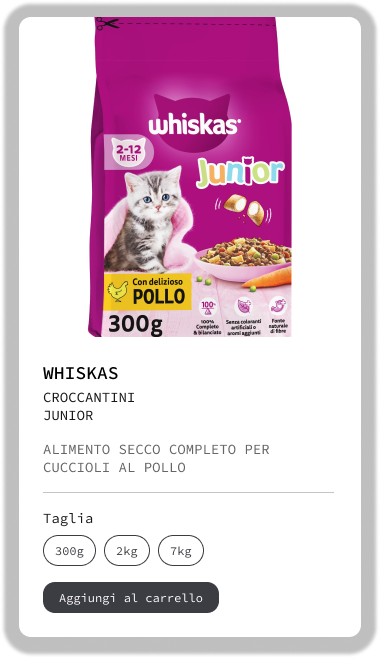 whiskas
2-12
MESI
Junior
Con delizioso
POLLO
300g
100%
100%
Completo
& bilanciato
Senza coloranti
artificiali o
aromi aggiunti
Fonte
naturale
di fibre
WHISKAS
CROCCANTINI
JUNIOR
ALIMENTO SECCO COMPLETO PER
CUCCIOLI AL POLLO
Taglia
300g 2kg 7kg
Aggiungi al carrello